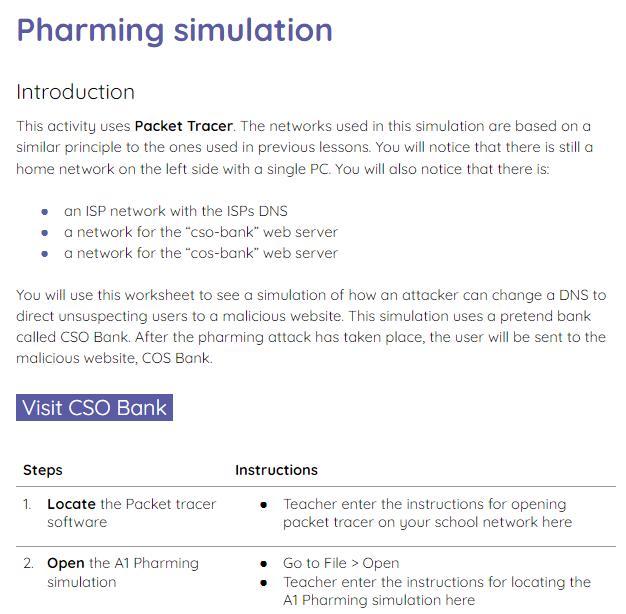 Pharming simulation
Introduction
This activity uses Packet Tracer. The networks used in this simulation are based on a
similar principle to the ones used in previous lessons. You will notice that there is still a
home network on the left side with a single PC. You will also notice that there is:
● an ISP network with the ISPs DNS
● a network for the “cso-bank” web server
● a network for the “cos-bank” web server
You will use this worksheet to see a simulation of how an attacker can change a DNS to
direct unsuspecting users to a malicious website. This simulation uses a pretend bank
called CSO Bank. After the pharming attack has taken place, the user will be sent to the
malicious website, COS Bank.
Visit CSO Bank
Steps Instructions
1. Locate the Packet tracer
software
● Teacher enter the instructions for opening
packet tracer on your school network here
2. Open the A1 Pharming
simulation
● Go to File > Open
● Teacher enter the instructions for locating the
A1 Pharming simulation here